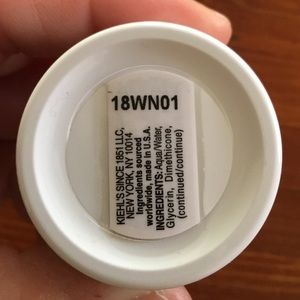 18WN01
KIEHL'S SINCE 1851 LLC,
NEW YORK, NY 10014
Ingredients sourced
worldwide, made in U.S.A.
INGREDIENTS: Aqua/Water,
Glycerin, Dimethicone,
(continued/continue)